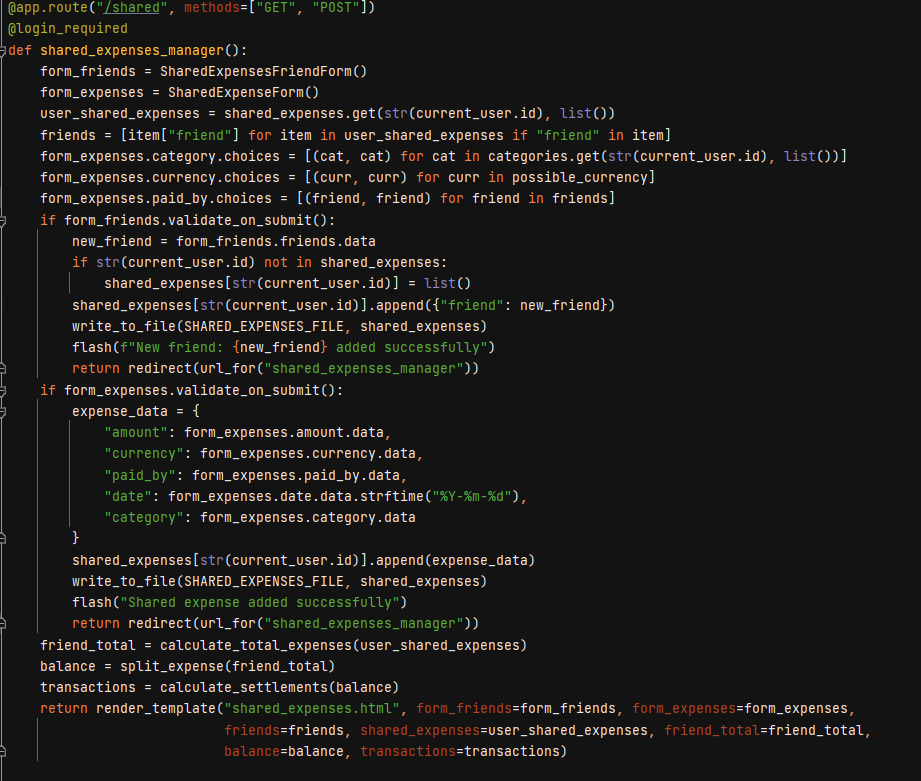 @app.route("/shared", methods=["GET", "POST"])
@login_required
def shared_expenses_manager():
    form_friends = SharedExpensesFriendForm()
    form_expenses = SharedExpenseForm()
    user_shared_expenses = shared_expenses.get(str(current_user.id), list())
    friends = [item["friend"] for item in user_shared_expenses if "friend" in item]
    form_expenses.category.choices = [(cat, cat) for cat in categories.get(str(current_user.id), list())]
    form_expenses.currency.choices = [(curr, curr) for curr in possible_currency]
    form_expenses.paid_by.choices = [(friend, friend) for friend in friends]
    if form_friends.validate_on_submit():
        new_friend = form_friends.friends.data
        if str(current_user.id) not in shared_expenses:
            shared_expenses[str(current_user.id)] = list()
        shared_expenses[str(current_user.id)].append({"friend": new_friend})
        write_to_file(SHARED_EXPENSES_FILE, shared_expenses)
        flash(f"New friend: {new_friend} added successfully")
        return redirect(url_for("shared_expenses_manager"))
    if form_expenses.validate_on_submit():
        expense_data = {
            "amount": form_expenses.amount.data,
            "currency": form_expenses.currency.data,
            "paid_by": form_expenses.paid_by.data,
            "date": form_expenses.date.data.strftime("%Y-%m-%d"),
            "category": form_expenses.category.data
        }
        shared_expenses[str(current_user.id)].append(expense_data)
        write_to_file(SHARED_EXPENSES_FILE, shared_expenses)
        flash("Shared expense added successfully")
        return redirect(url_for("shared_expenses_manager"))
    friend_total = calculate_total_expenses(user_shared_expenses)
    balance = split_expense(friend_total)
    transactions = calculate_settlements(balance)
    return render_template("shared_expenses.html", form_friends=form_friends, form_expenses=form_expenses,
                           friends=friends, shared_expenses=user_shared_expenses, friend_total=friend_total,
                           balance=balance, transactions=transactions)